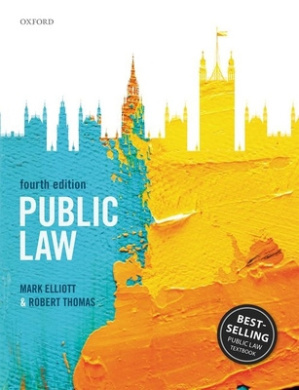 OXFORD
fourth edition
PUBLIC
LAW
MARK ELLIOTT
& ROBERT THOMAS
BEST-
SELLING
PUBLIC LAW
TEXTBOOK